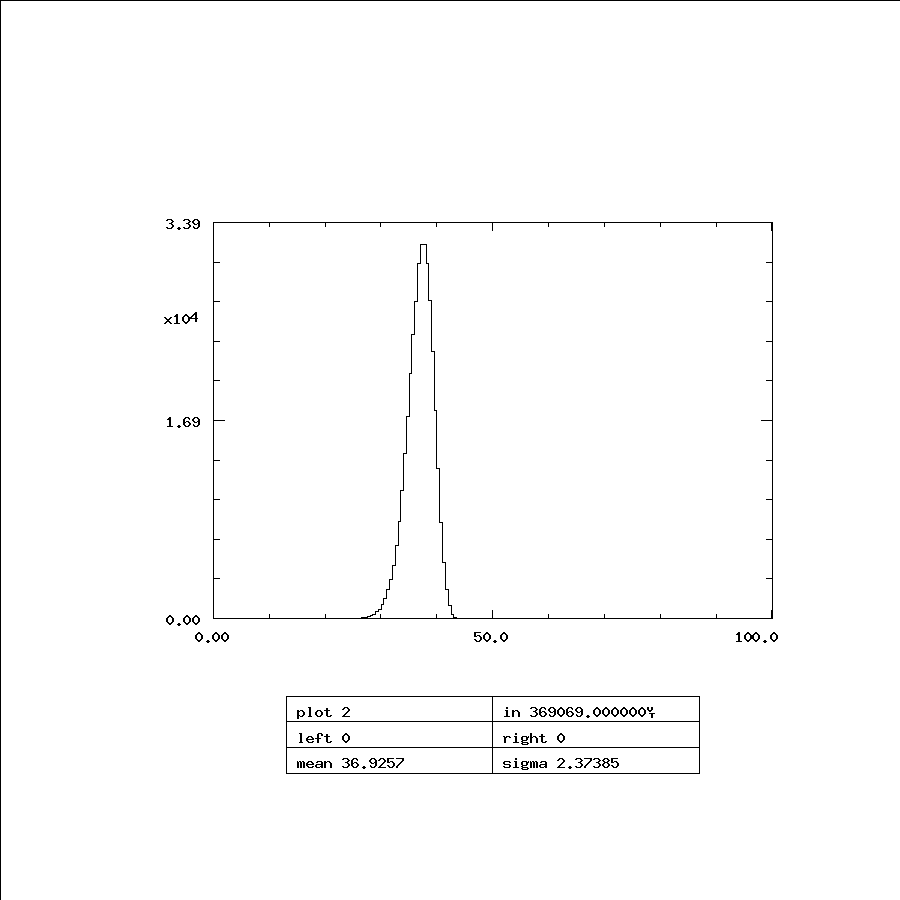 3.39
x10⁴
1.69
0.00
0.00 50.0 100.0
plot 2 in 369069.000000
left 0 right 0
mean 36.9257 sigma 2.37385